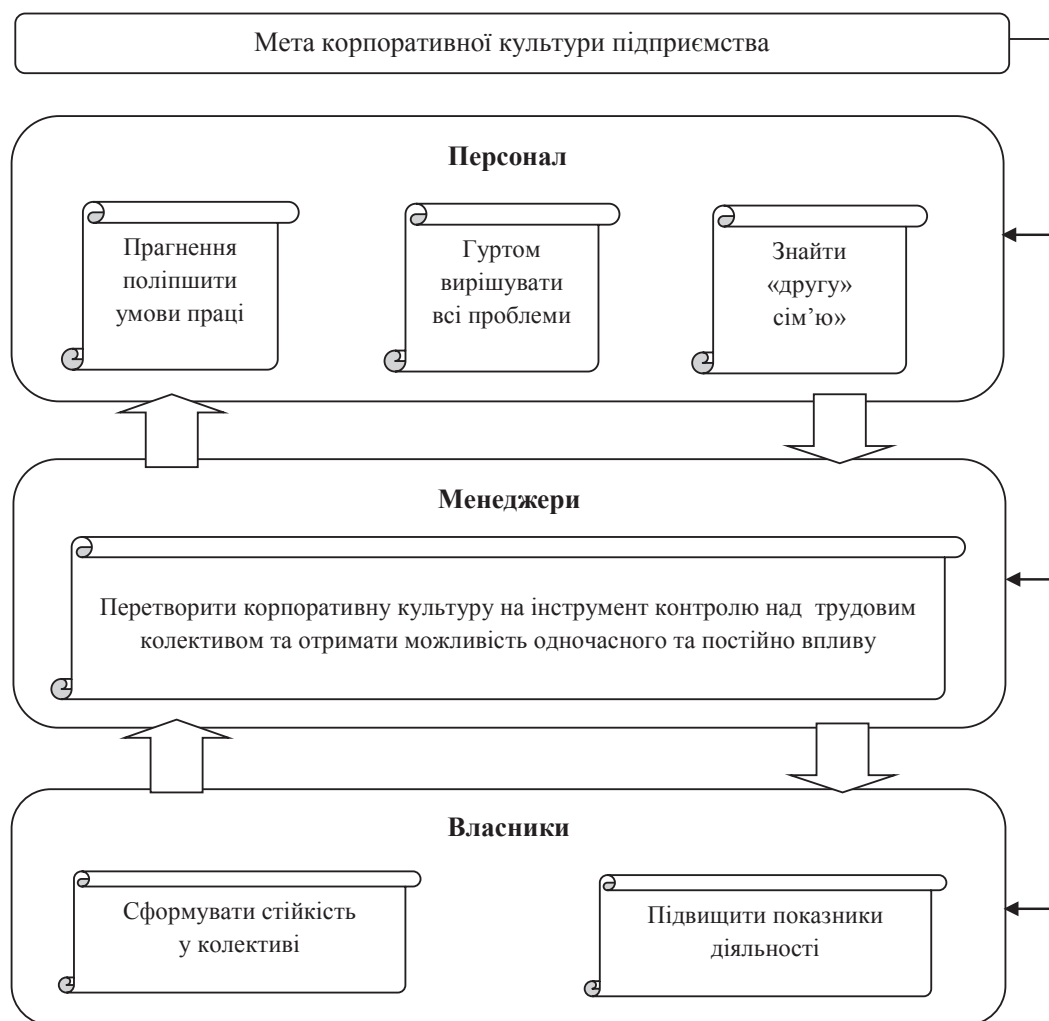 Мета корпоративної культури підприємства
Персонал
Прагнення
поліпшити
умови праці
Гуртом
вирішувати
всі проблеми
Знайти
«другу»
сім’ю»
Менеджери
Перетворити корпоративну культуру на інструмент контролю над трудовим
колективом та отримати можливість одночасного та постійно впливу
Власники
Сформувати стійкість
у колективі
Підвищити показники
діяльності